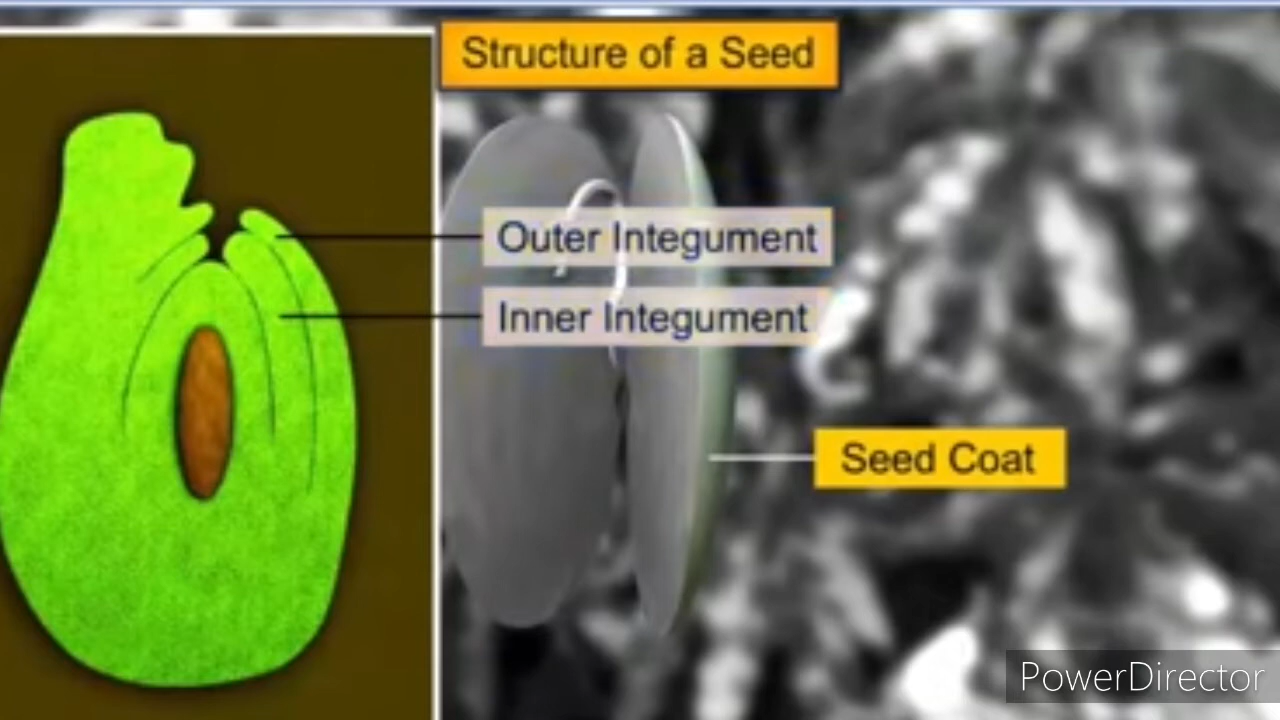 Structure of a Seed
Outer Integument
Inner Integument
Seed Coat
PowerDirector